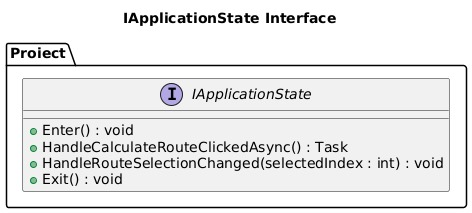 IApplicationState Interface
Proiect
I IApplicationState
Enter() : void
HandleCalculateRouteClickedAsync() : Task
HandleRouteSelectionChanged(selectedIndex : int) : void
Exit() : void